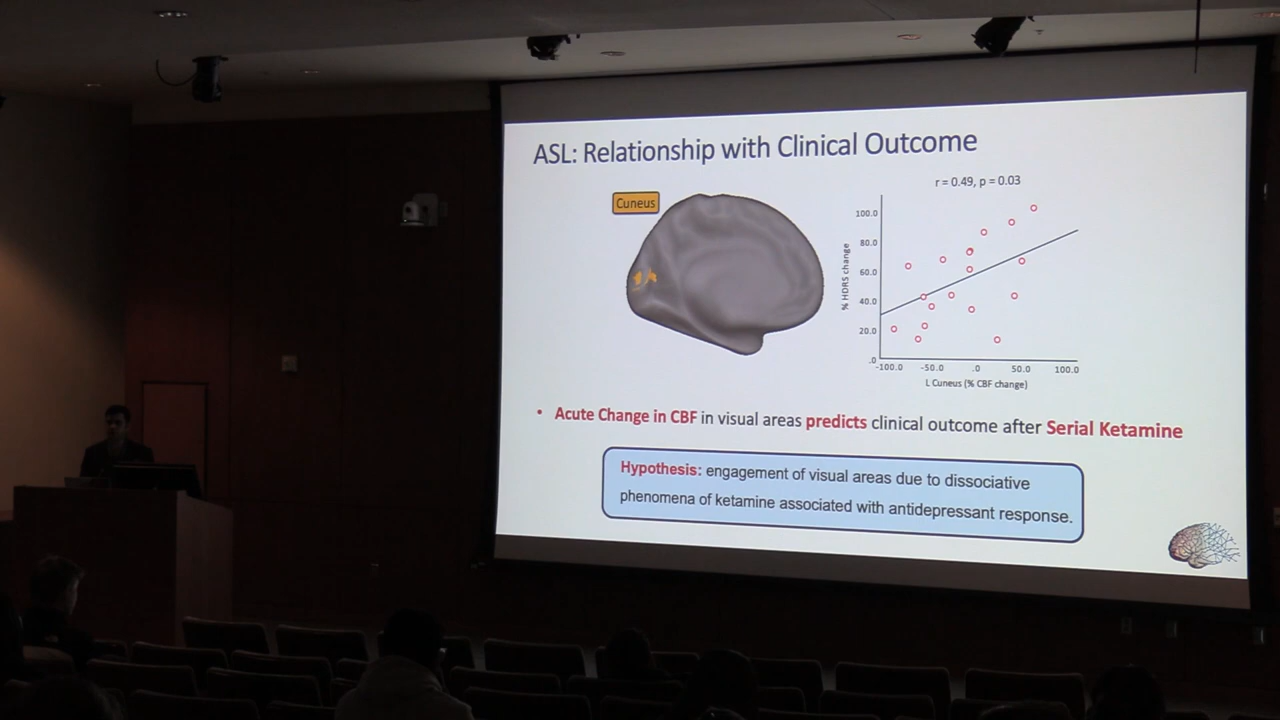 ASL: Relationship with Clinical Outcome
Cuneus
r = 0.49, p = 0.03
% HDRS change
100.0
80.0
60.0
40.0
20.0
.0
-100.0 -50.0 .0 50.0 100.0
L Cuneus (% CBF change)
• Acute Change in CBF in visual areas predicts clinical outcome after Serial Ketamine
Hypothesis: engagement of visual areas due to dissociative
phenomena of ketamine associated with antidepressant response.